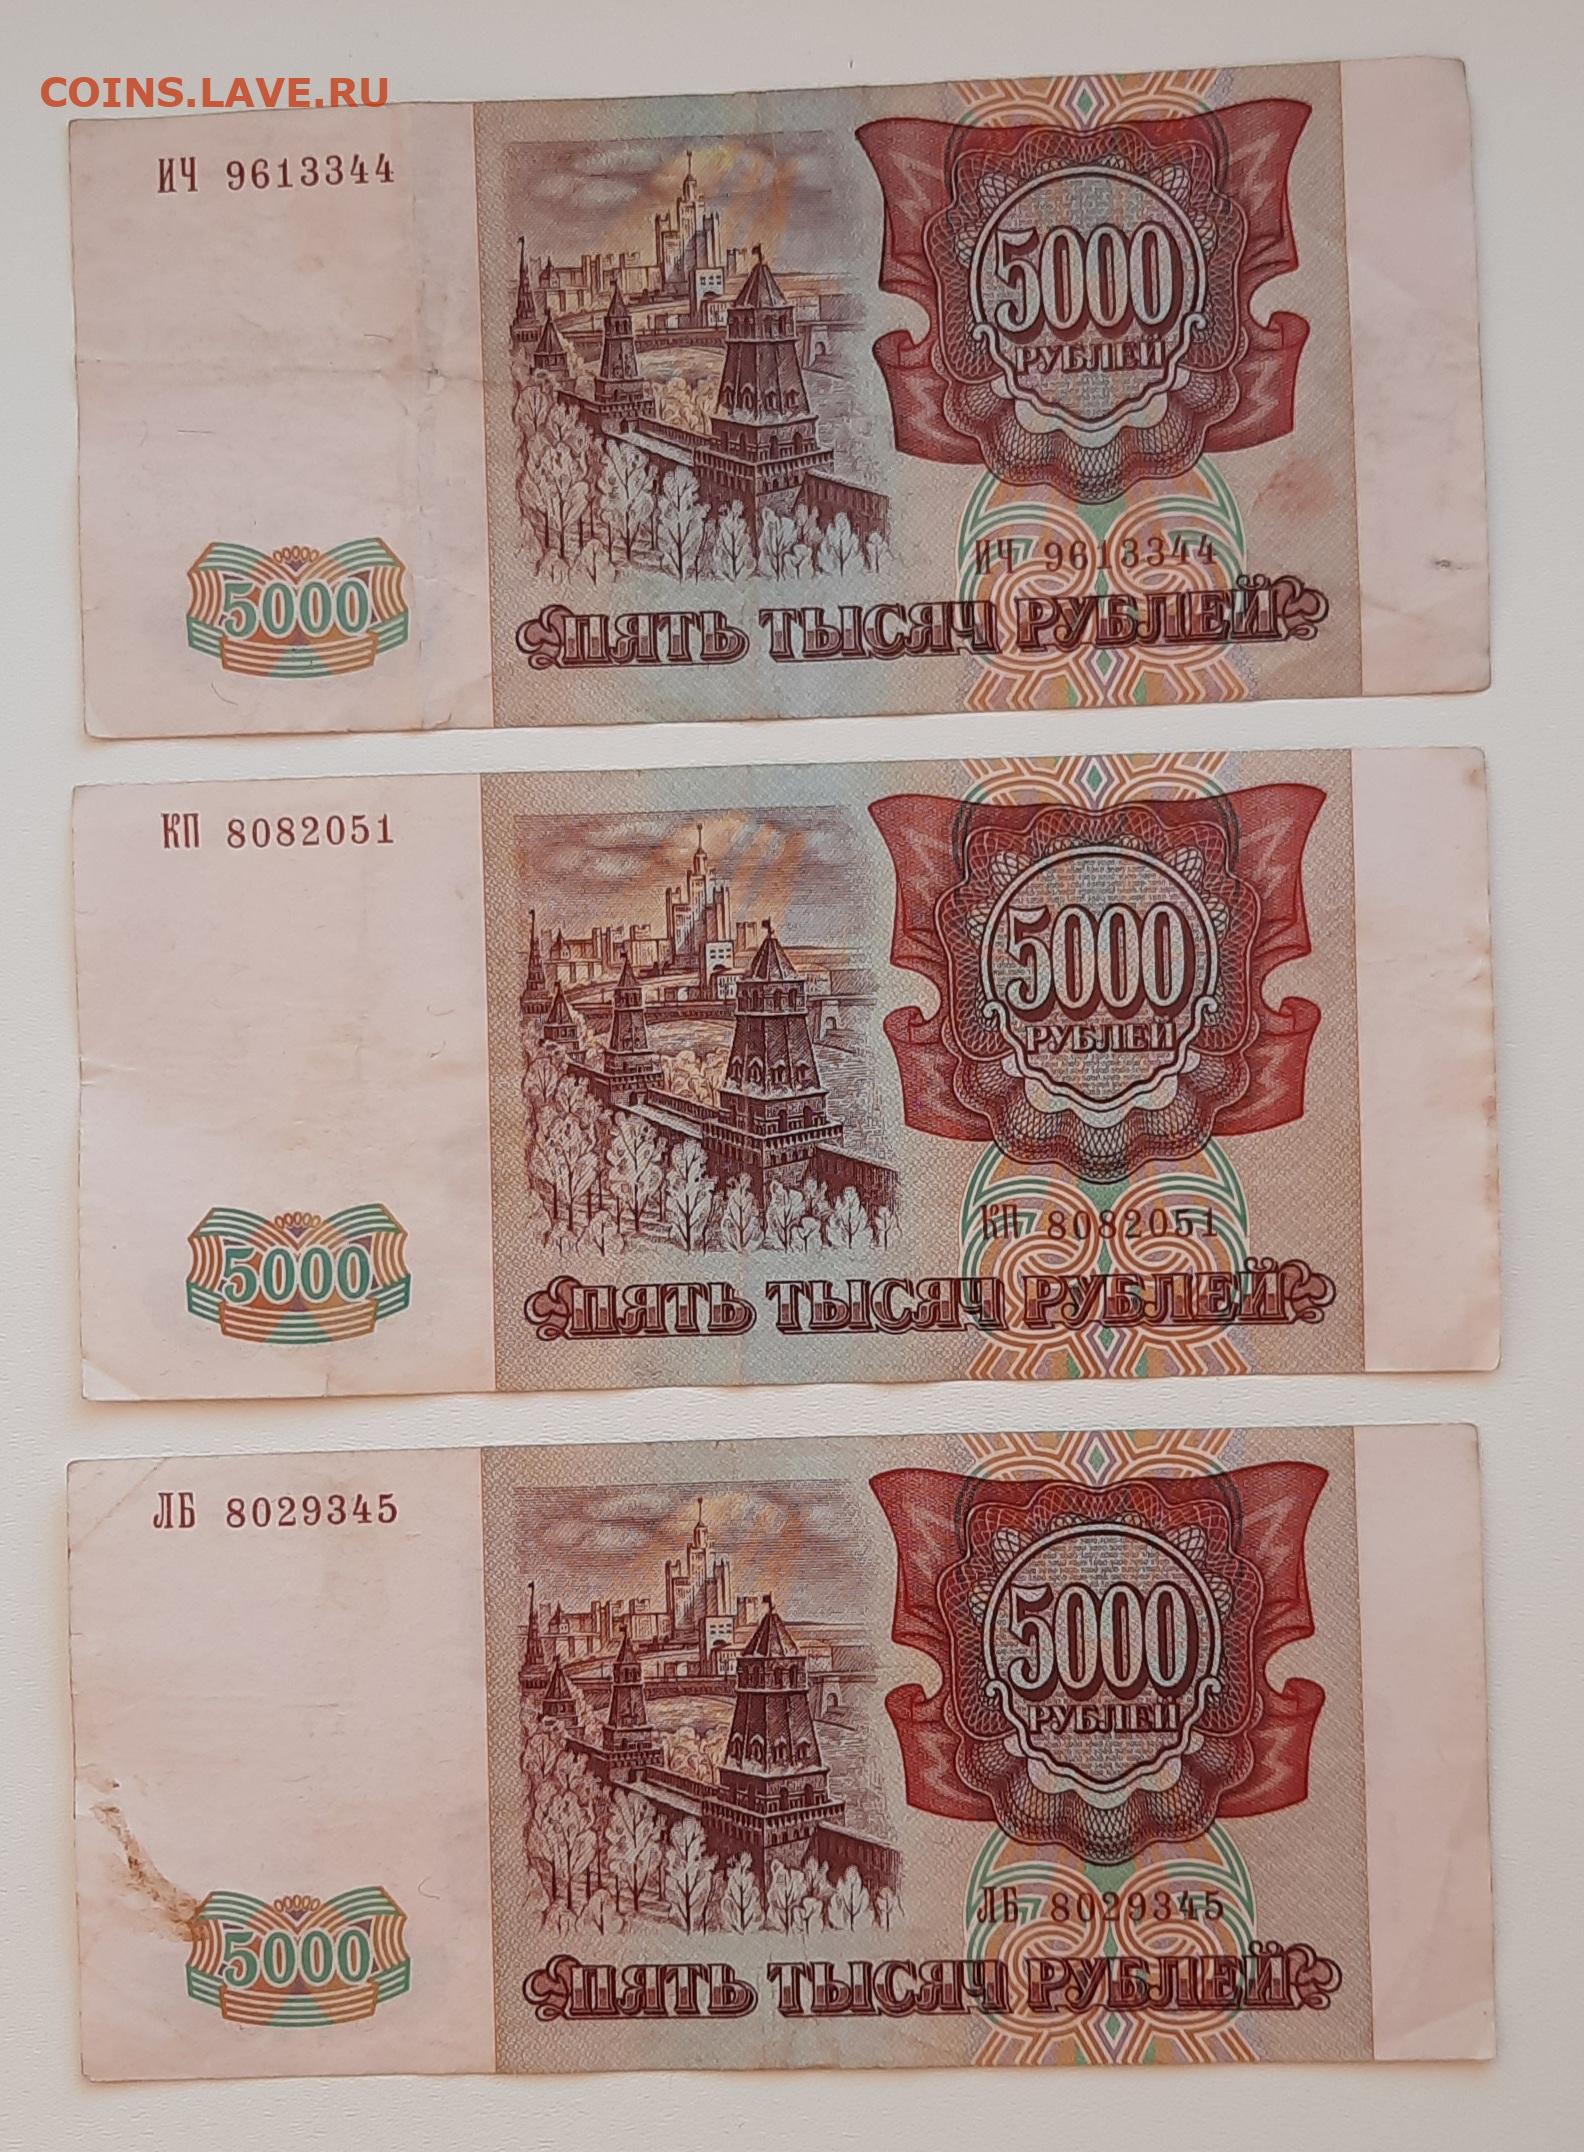 COINS.LAVE.RU
ИЧ 9613344
5000
РУБЛЕЙ
ИЧ 9613344
5000
ПЯТЬ ТЫСЯЧ РУБЛЕЙ
КП 8082051
5000
РУБЛЕЙ
КП 8082051
5000
ПЯТЬ ТЫСЯЧ РУБЛЕЙ
ЛБ 8029345
5000
РУБЛЕЙ
ЛБ 8029345
5000
ПЯТЬ ТЫСЯЧ РУБЛЕЙ